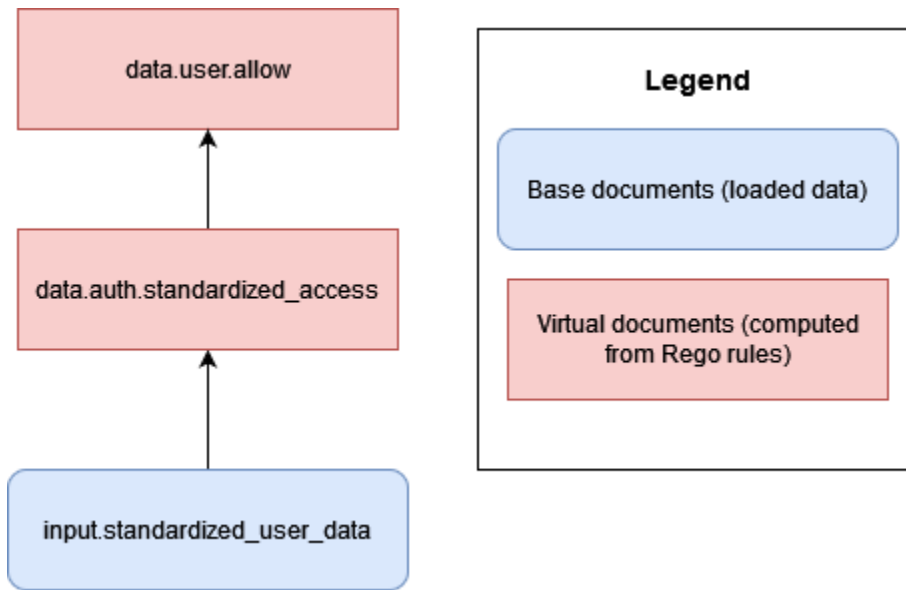 data.user.allow
data.auth.standardized_access
input.standardized_user_data
Legend
Base documents (loaded data)
Virtual documents (computed
from Rego rules)